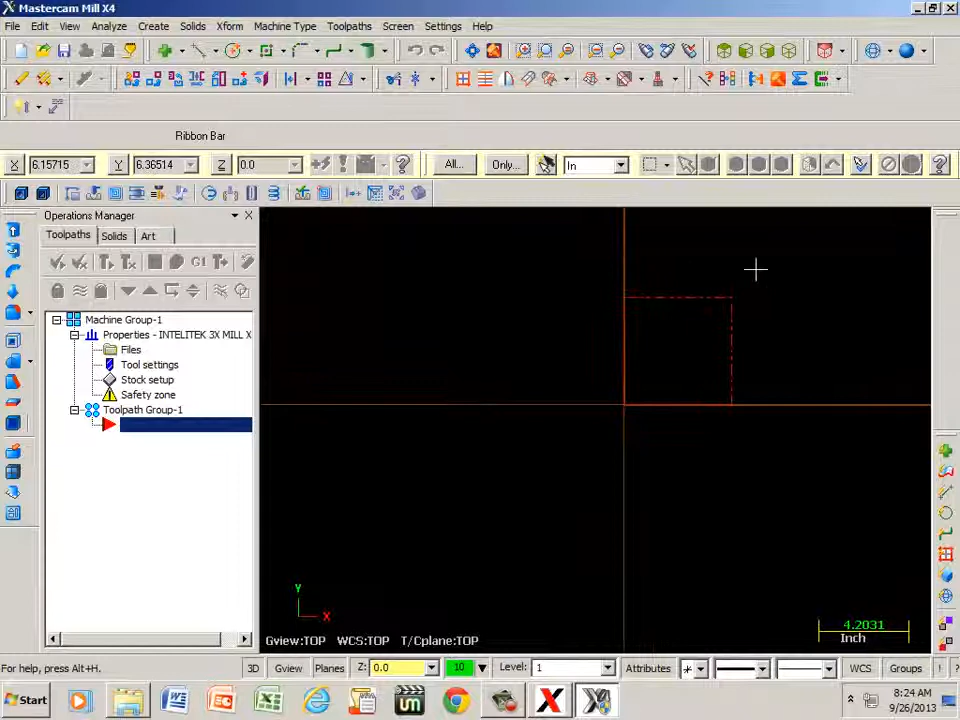 Mastercam Mill X4
File Edit View Analyze Create Solids Xform Machine Type Toolpaths Screen Settings Help
Ribbon Bar
X 6.15715 Y 6.36514 Z 0.0 All... Only... In
Operations Manager
Toolpaths Solids Art
G1
Machine Group-1
Properties - INTELITEK 3X MILL X
Files
Tool settings
Stock setup
Safety zone
Toolpath Group-1
Y
X
4.2031
Inch
Gview:TOP WCS:TOP T/Cplane:TOP
For help, press Alt+H. 3D Gview Planes Z: 0.0 10 Level: 1 Attributes WCS Groups ! ?
Start um 8:24 AM
9/26/2013